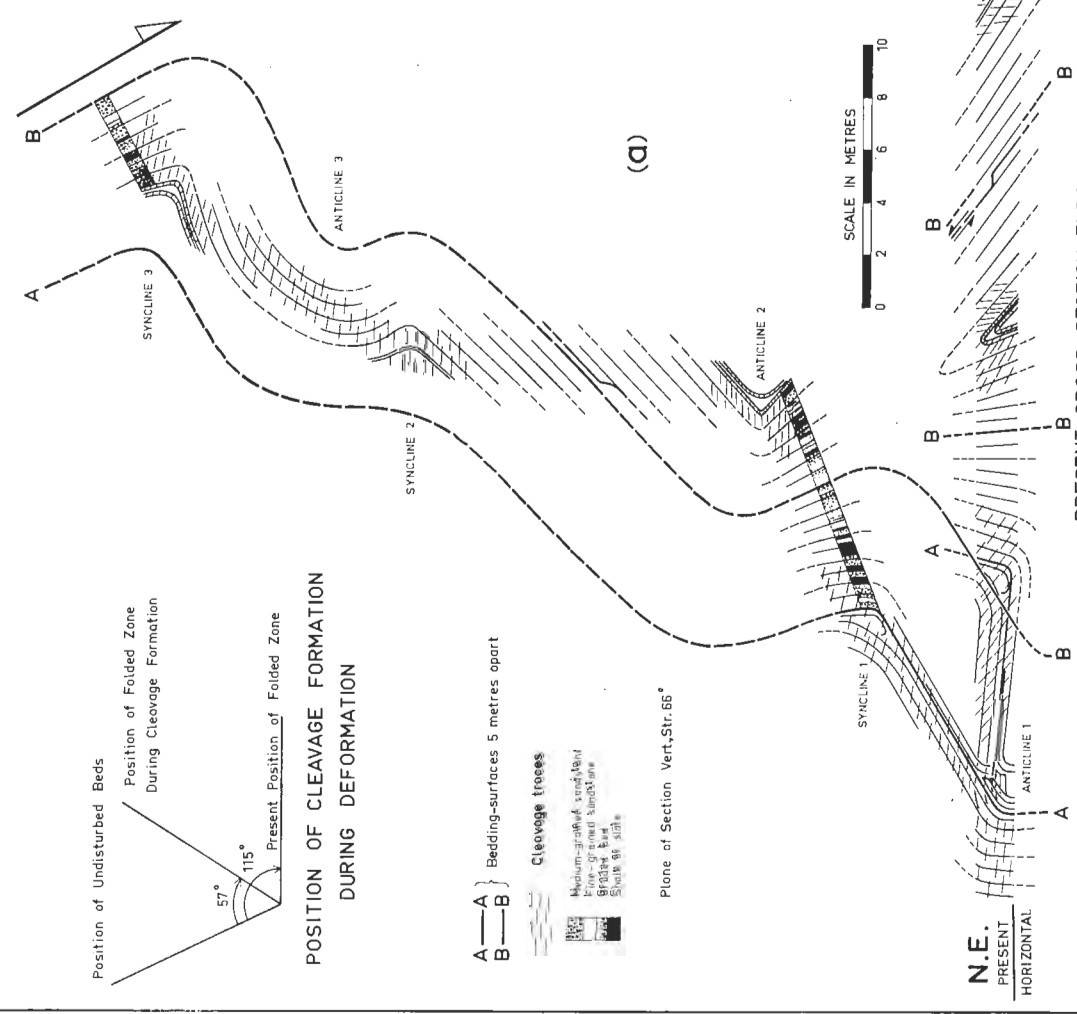 Position of Undisturbed Beds
Position of Folded Zone
During Cleavage Formation
57°
115°
Present Position of Folded Zone
POSITION OF CLEAVAGE FORMATION
DURING DEFORMATION
A — A } Bedding-surfaces 5 metres apart
B — B
Cleavage traces
Medium-grained sandstone
Fine-grained sandstone
Graded bed
Shale or slate
Plane of Section Vert, Str. 66°
B
A
SYNCLINE 3
ANTICLINE 3
(a)
SCALE IN METRES
0 2 4 6 8 10
SYNCLINE 2
ANTICLINE 2
SYNCLINE 1
B
B
B
B
A
B
A
ANTICLINE 1
N.E.
PRESENT
HORIZONTAL